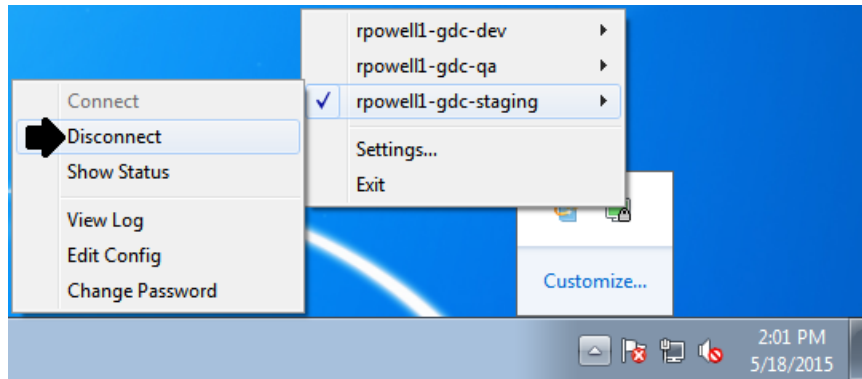 rpowell1-gdc-dev
rpowell1-gdc-qa
rpowell1-gdc-staging
Settings...
Exit
Connect
Disconnect
Show Status
View Log
Edit Config
Change Password
Customize...
2:01 PM
5/18/2015